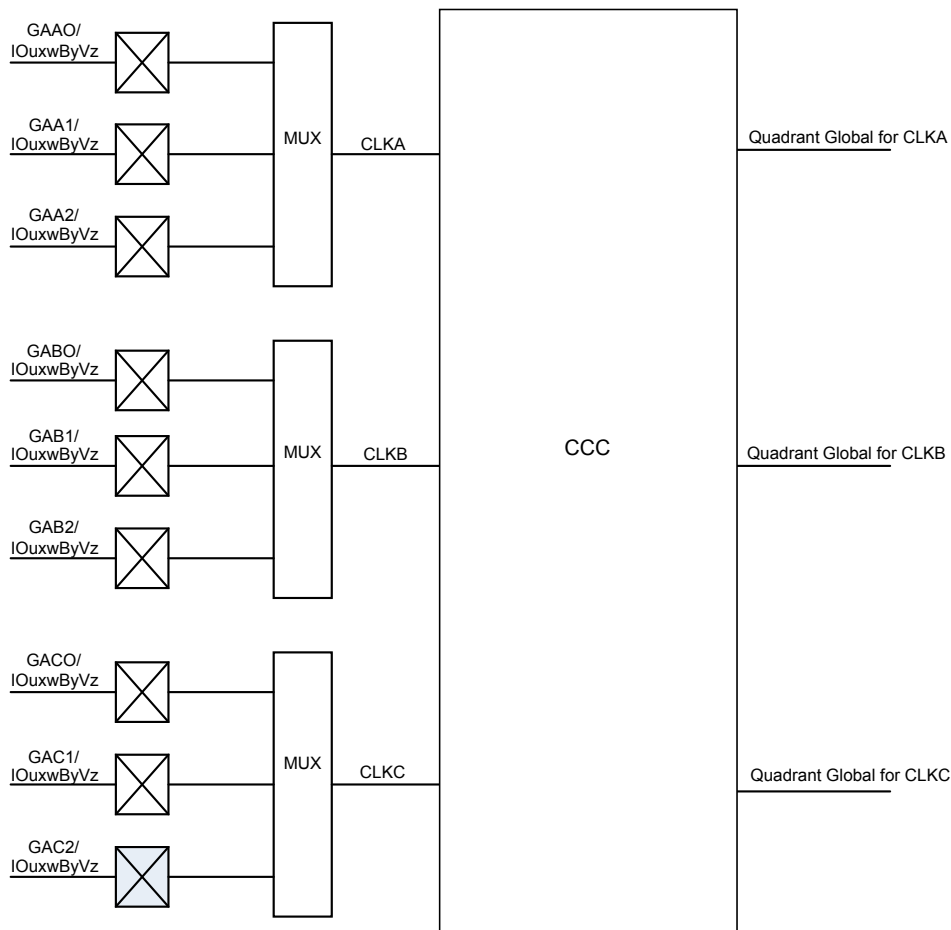 GAAO/
IOuxwByVz
GAA1/
IOuxwByVz
GAA2/
IOuxwByVz
MUX
CLKA
Quadrant Global for CLKA
GABO/
IOuxwByVz
GAB1/
IOuxwByVz
GAB2/
IOuxwByVz
MUX
CLKB
CCC
Quadrant Global for CLKB
GACO/
IOuxwByVz
GAC1/
IOuxwByVz
GAC2/
IOuxwByVz
MUX
CLKC
Quadrant Global for CLKC